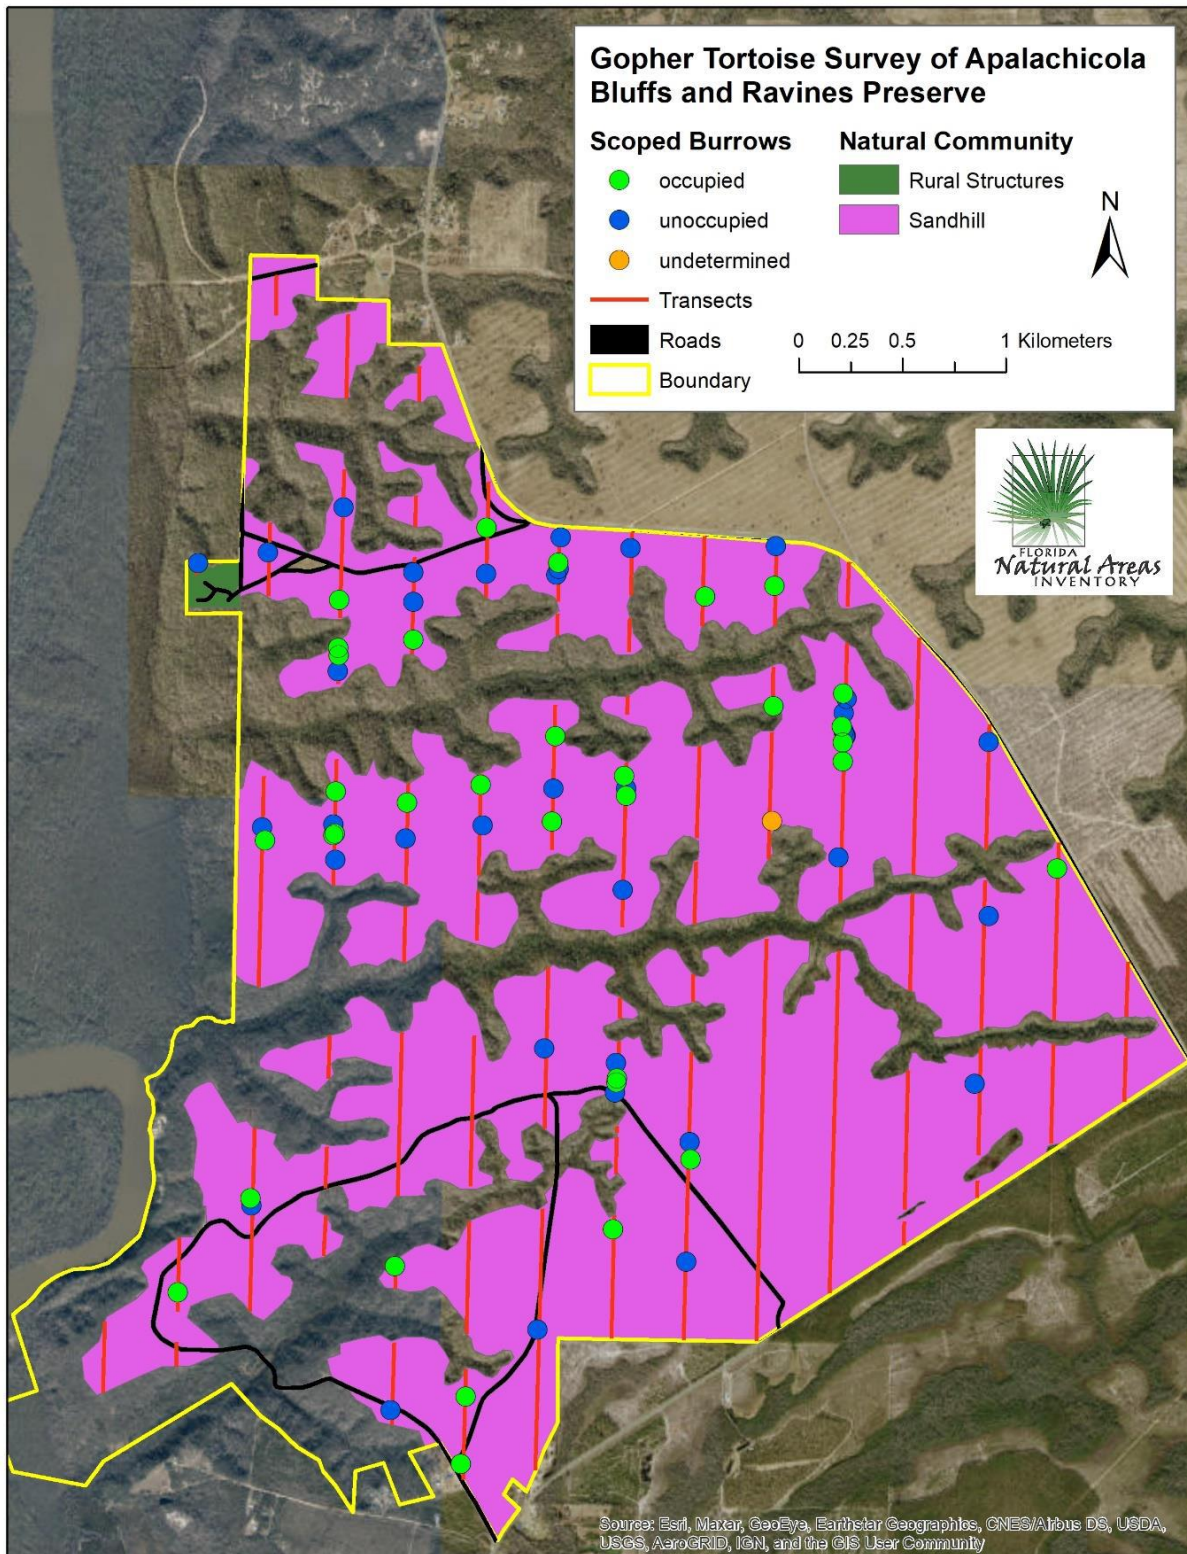 Gopher Tortoise Survey of Apalachicola
Bluffs and Ravines Preserve
Scoped Burrows
occupied
unoccupied
undetermined
Transects
Roads
Boundary
Natural Community
Rural Structures
Sandhill
N
0 0.25 0.5 1 Kilometers
FLORIDA
Natural Areas
INVENTORY
Source: Esri, Maxar, GeoEye, Earthstar Geographics, CNES/Airbus DS, USDA,
USGS, AeroGRID, IGN, and the GIS User Community